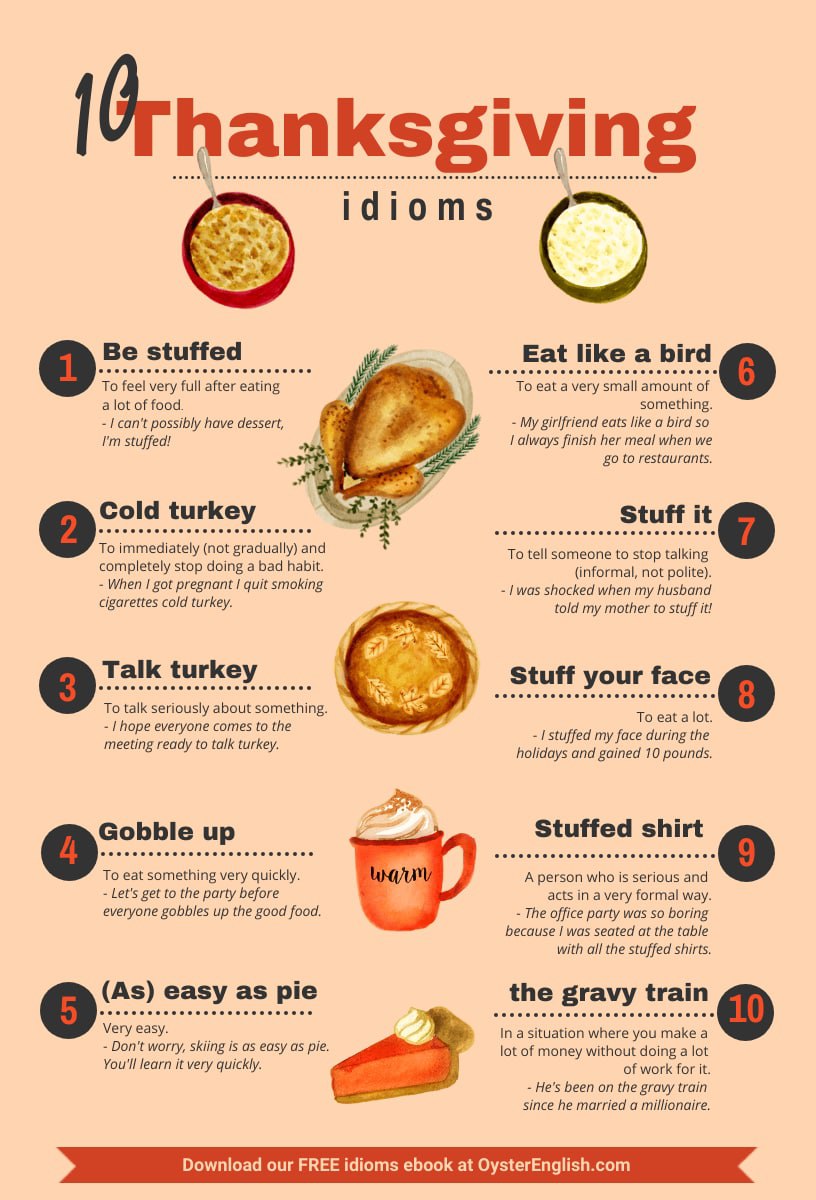 10
Thanksgiving
idioms
1
Be stuffed
To feel very full after eating
a lot of food.
- I can't possibly have dessert,
I'm stuffed!
2
Cold turkey
To immediately (not gradually) and
completely stop doing a bad habit.
- When I got pregnant I quit smoking
cigarettes cold turkey.
3
Talk turkey
To talk seriously about something.
- I hope everyone comes to the
meeting ready to talk turkey.
4
Gobble up
To eat something very quickly.
- Let's get to the party before
everyone gobbles up the good food.
5
(As) easy as pie
Very easy.
- Don't worry, skiing is as easy as pie.
You'll learn it very quickly.
warm
Eat like a bird
6
To eat a very small amount of
something.
- My girlfriend eats like a bird so
I always finish her meal when we
go to restaurants.
Stuff it
7
To tell someone to stop talking
(informal, not polite).
- I was shocked when my husband
told my mother to stuff it!
Stuff your face
8
To eat a lot.
- I stuffed my face during the
holidays and gained 10 pounds.
Stuffed shirt
9
A person who is serious and
acts in a very formal way.
- The office party was so boring
because I was seated at the table
with all the stuffed shirts.
the gravy train
10
In a situation where you make a
lot of money without doing a lot
of work for it.
- He's been on the gravy train
since he married a millionaire.
Download our FREE idioms ebook at OysterEnglish.com